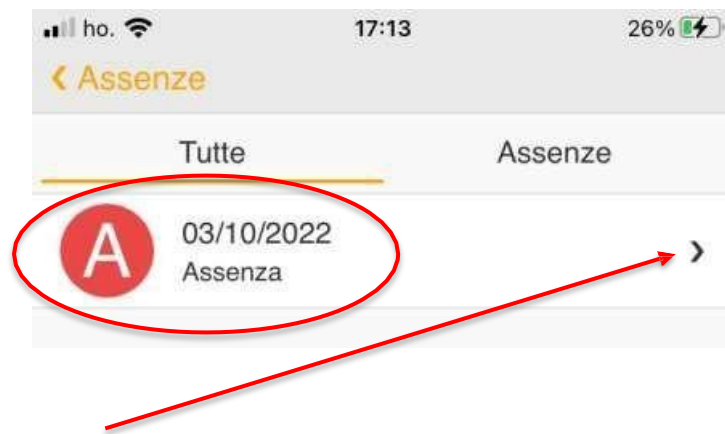 ho. 17:13 26%
Assenze
Tutte Assenze
A
03/10/2022
Assenza